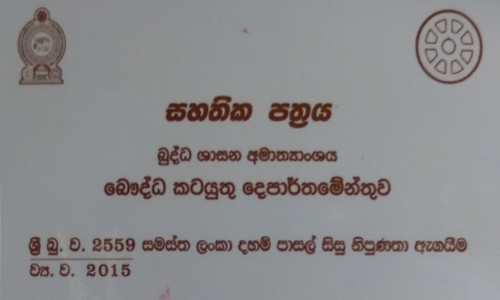 සහතික පත්‍රය
බුද්ධ ශාසන අමාත්‍යාංශය
බෞද්ධ කටයුතු දෙපාර්තමේන්තුව
ශ්‍රී බු. ව. 2559 සමස්ත ලංකා දහම් පාසල් සිසු නිපුණතා ඇගයීම
ව්‍ය. ව. 2015